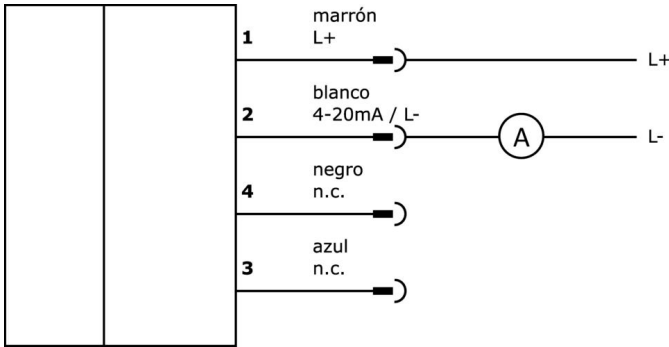 marrón
1 L+
L+
blanco
2 4-20mA / L-
A
L-
negro
4 n.c.
azul
3 n.c.